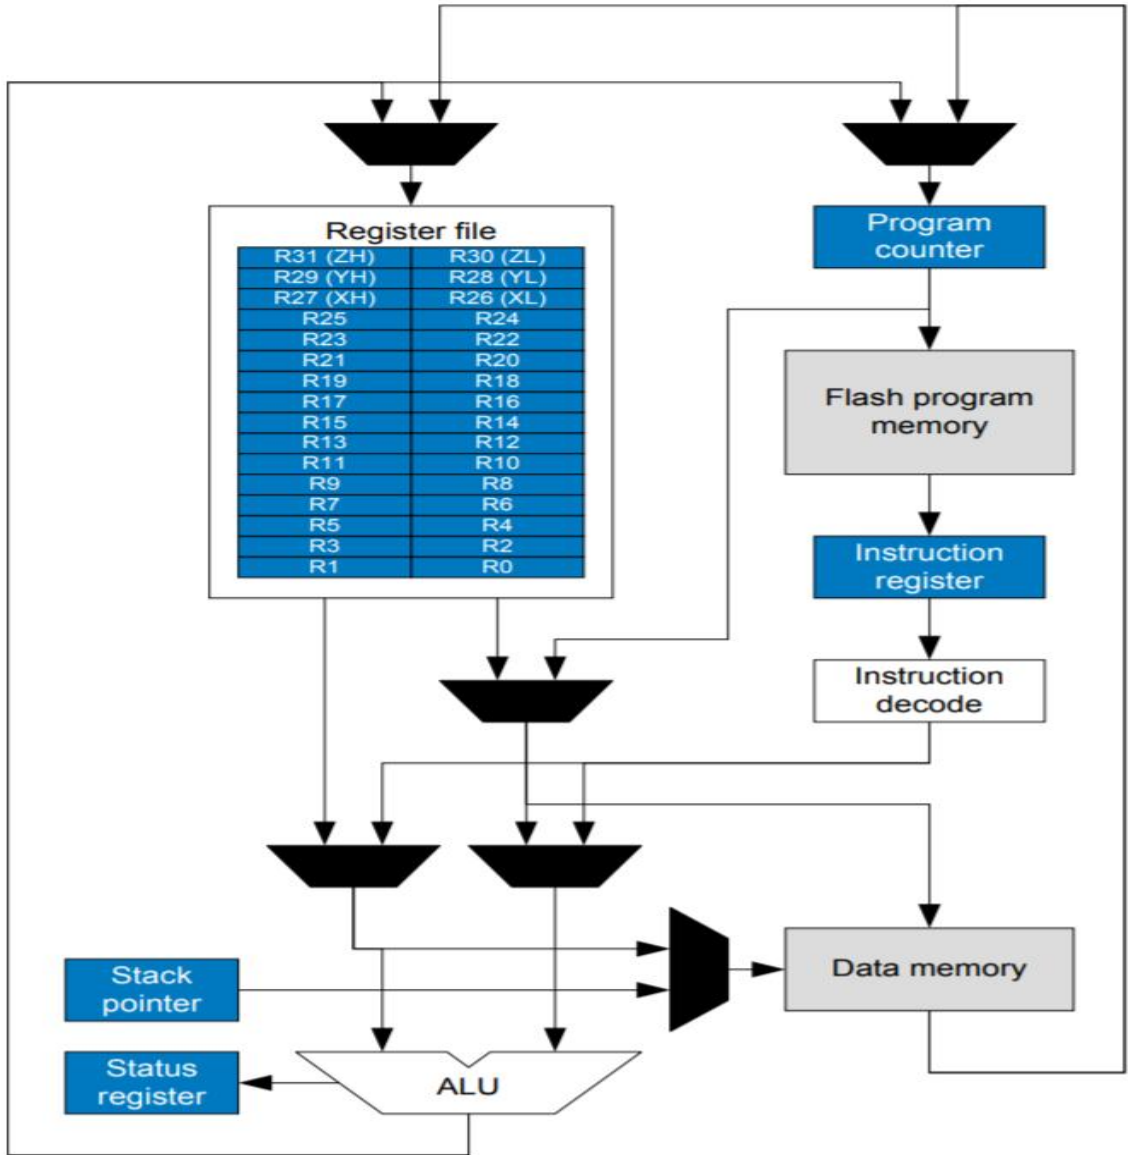 Register file
R31 (ZH) R30 (ZL)
R29 (YH) R28 (YL)
R27 (XH) R26 (XL)
R25 R24
R23 R22
R21 R20
R19 R18
R17 R16
R15 R14
R13 R12
R11 R10
R9 R8
R7 R6
R5 R4
R3 R2
R1 R0
Program
counter
Flash program
memory
Instruction
register
Instruction
decode
Stack
pointer
Data memory
Status
register
ALU